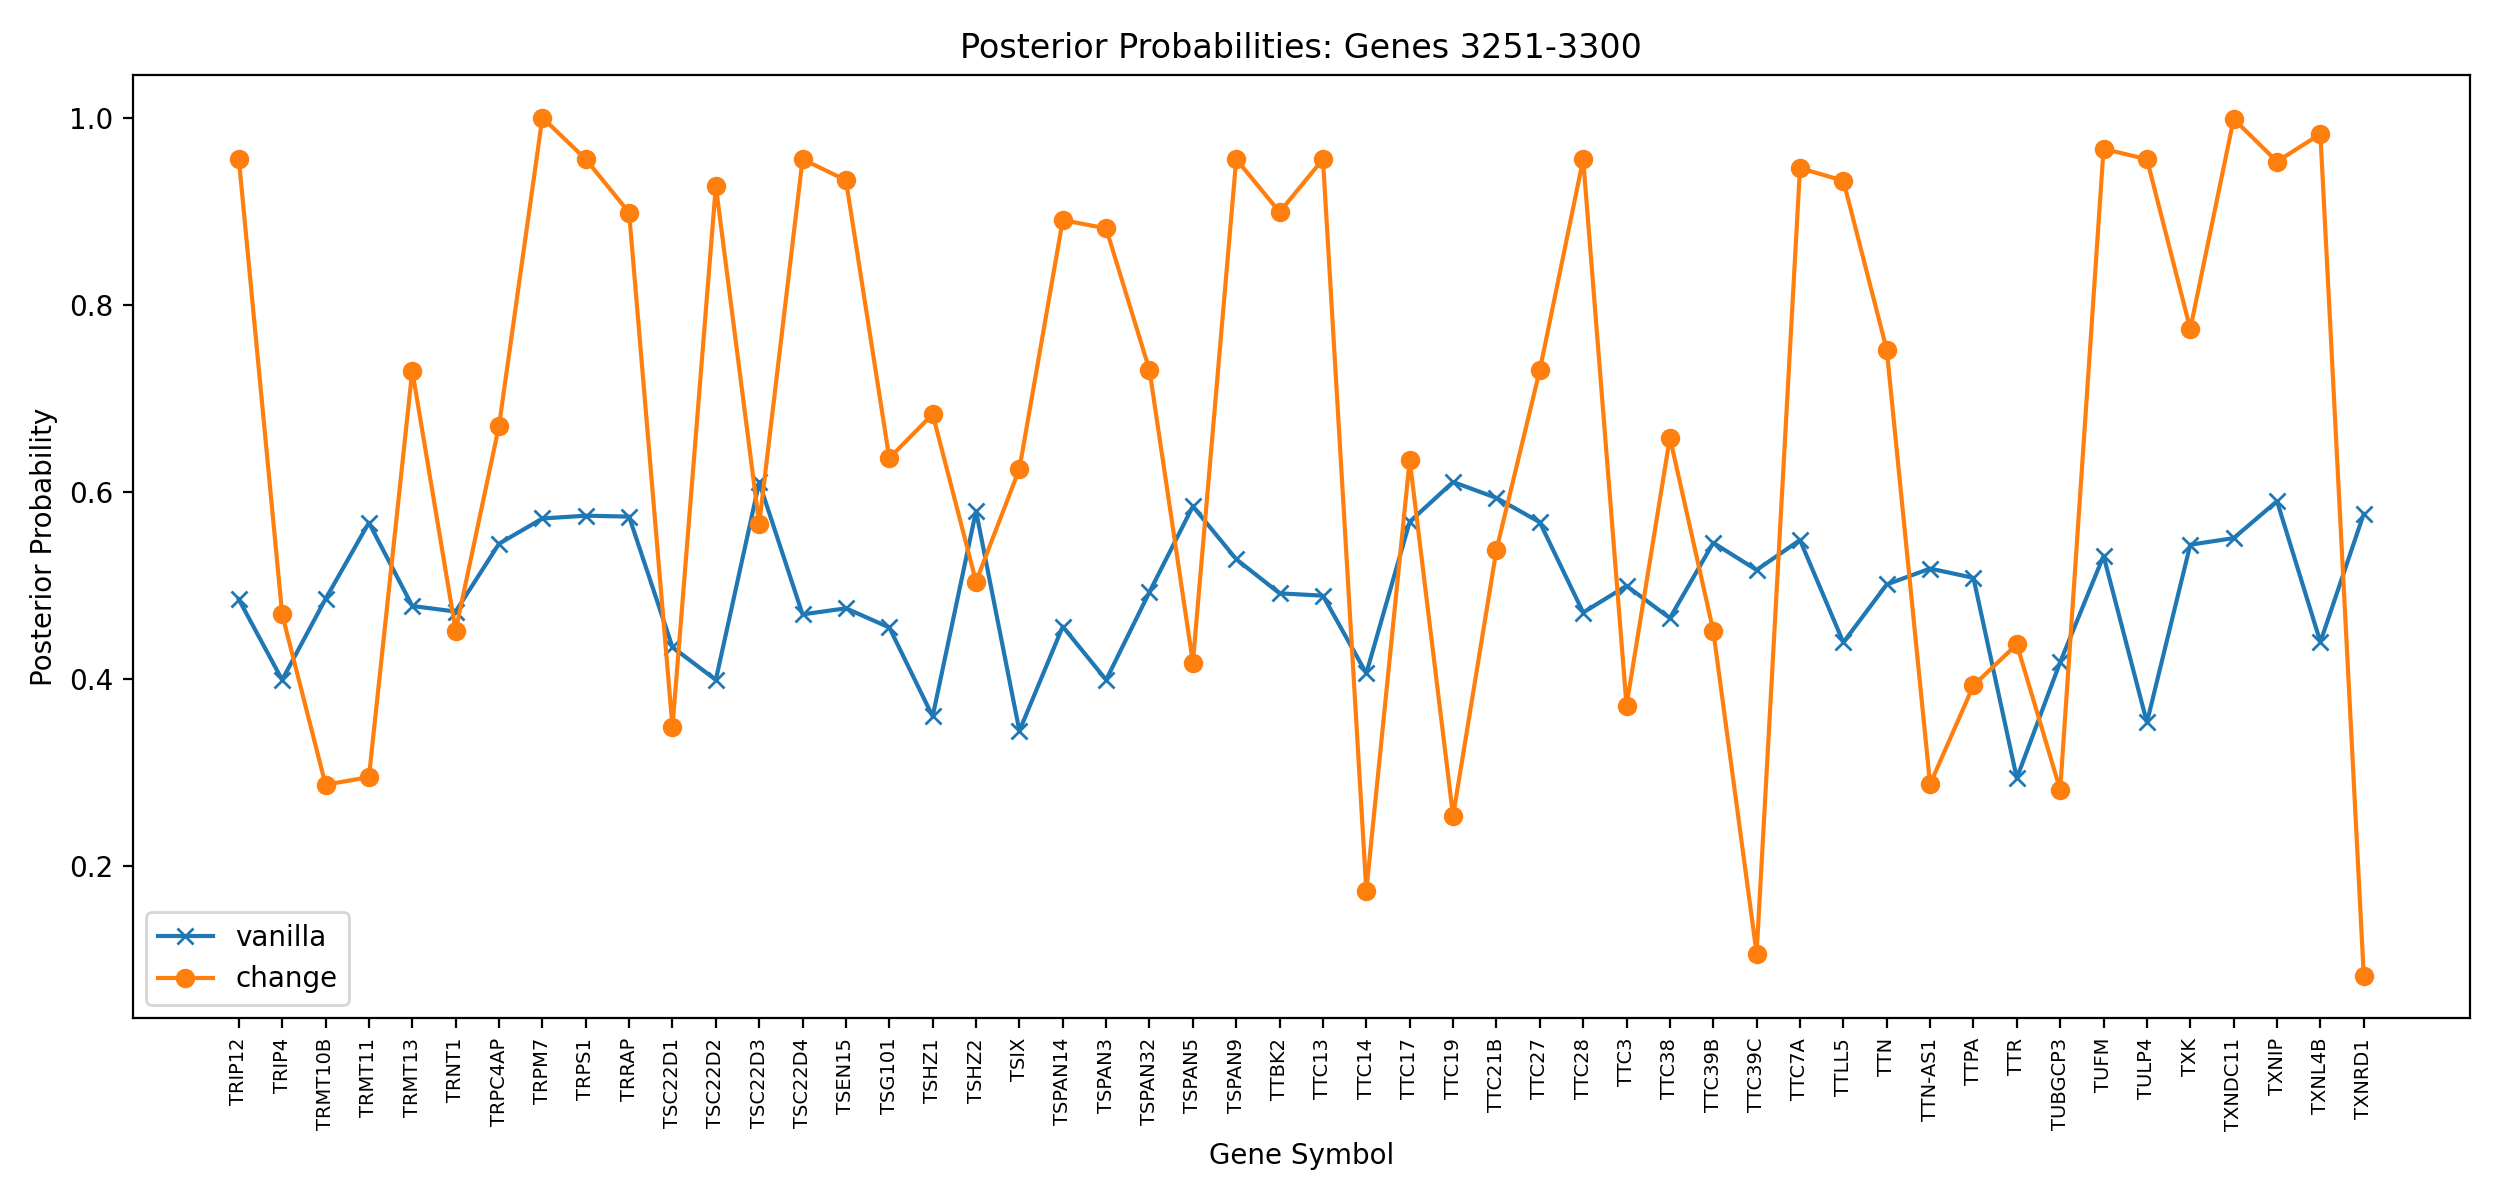 Posterior Probabilities: Genes 3251-3300
Posterior Probability
1.0
0.8
0.6
0.4
0.2
vanilla
change
TRIP12
TRIP4
TRMT10B
TRMT11
TRMT13
TRNT1
TRPC4AP
TRPM7
TRPS1
TRRAP
TSC22D1
TSC22D2
TSC22D3
TSC22D4
TSEN15
TSG101
TSHZ1
TSHZ2
TSIX
TSPAN14
TSPAN3
TSPAN32
TSPAN5
TSPAN9
TTBK2
TTC13
TTC14
TTC17
TTC19
TTC21B
TTC27
TTC28
TTC3
TTC38
TTC39B
TTC39C
TTC7A
TTLL5
TTN
TTN-AS1
TTPA
TTR
TUBGCP3
TUFM
TULP4
TXK
TXNDC11
TXNIP
TXNL4B
TXNRD1
Gene Symbol